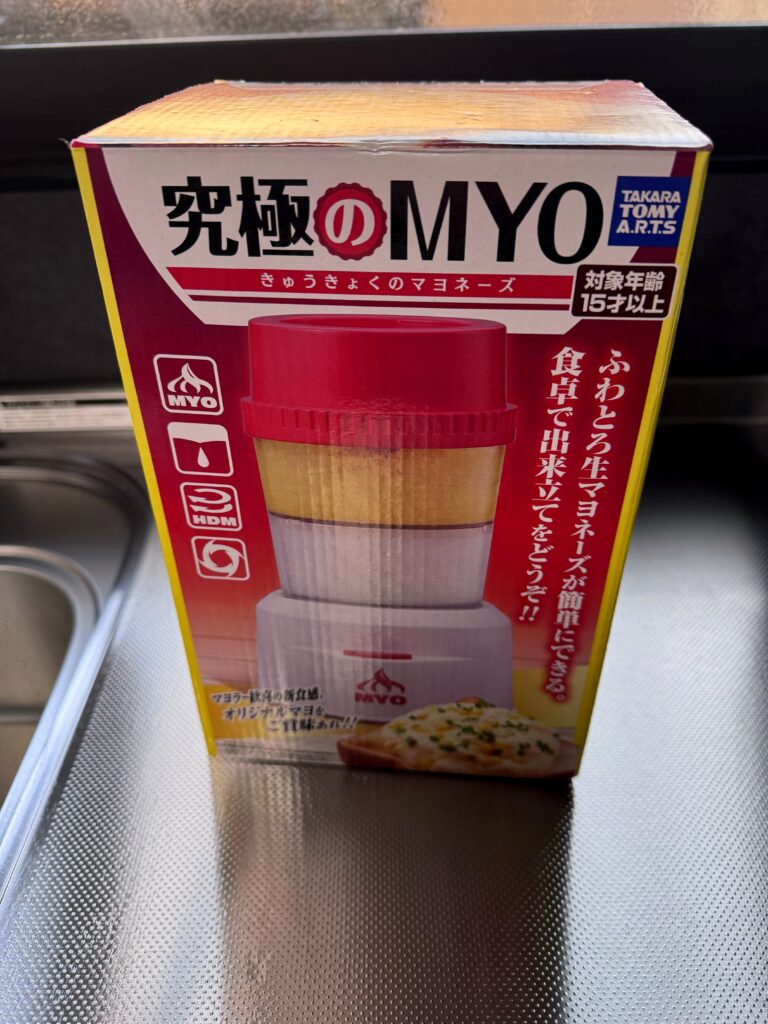 究極のMYO
TAKARA
TOMY
A.R.T.S
きゅうきょくのマヨネーズ
対象年齢
15才以上
MYO
HDM
ふわとろ生マヨネーズが簡単にできる。
食卓で出来立てをどうぞ!!
MYO
マヨラー歓喜の新食感。
オリジナルマヨを
ご賞味あれ!!